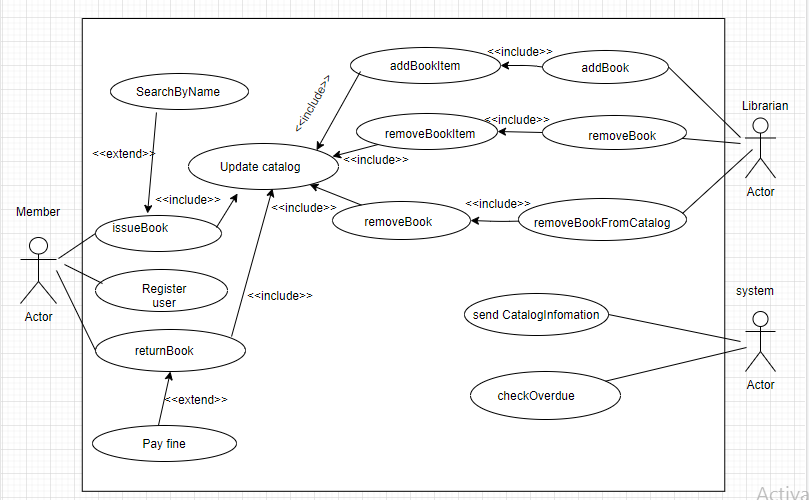 <<include>>
addBookItem
addBook
SearchByName
<<include>>
Librarian
<<include>>
removeBookItem
removeBook
<<extend>>
<<include>>
Update catalog
Actor
<<include>>
<<include>>
<<include>>
Member
issueBook
removeBook
removeBookFromCatalog
Register
user
<<include>>
system
Actor
send CatalogInfomation
returnBook
Actor
<<extend>>
checkOverdue
Pay fine
Activa